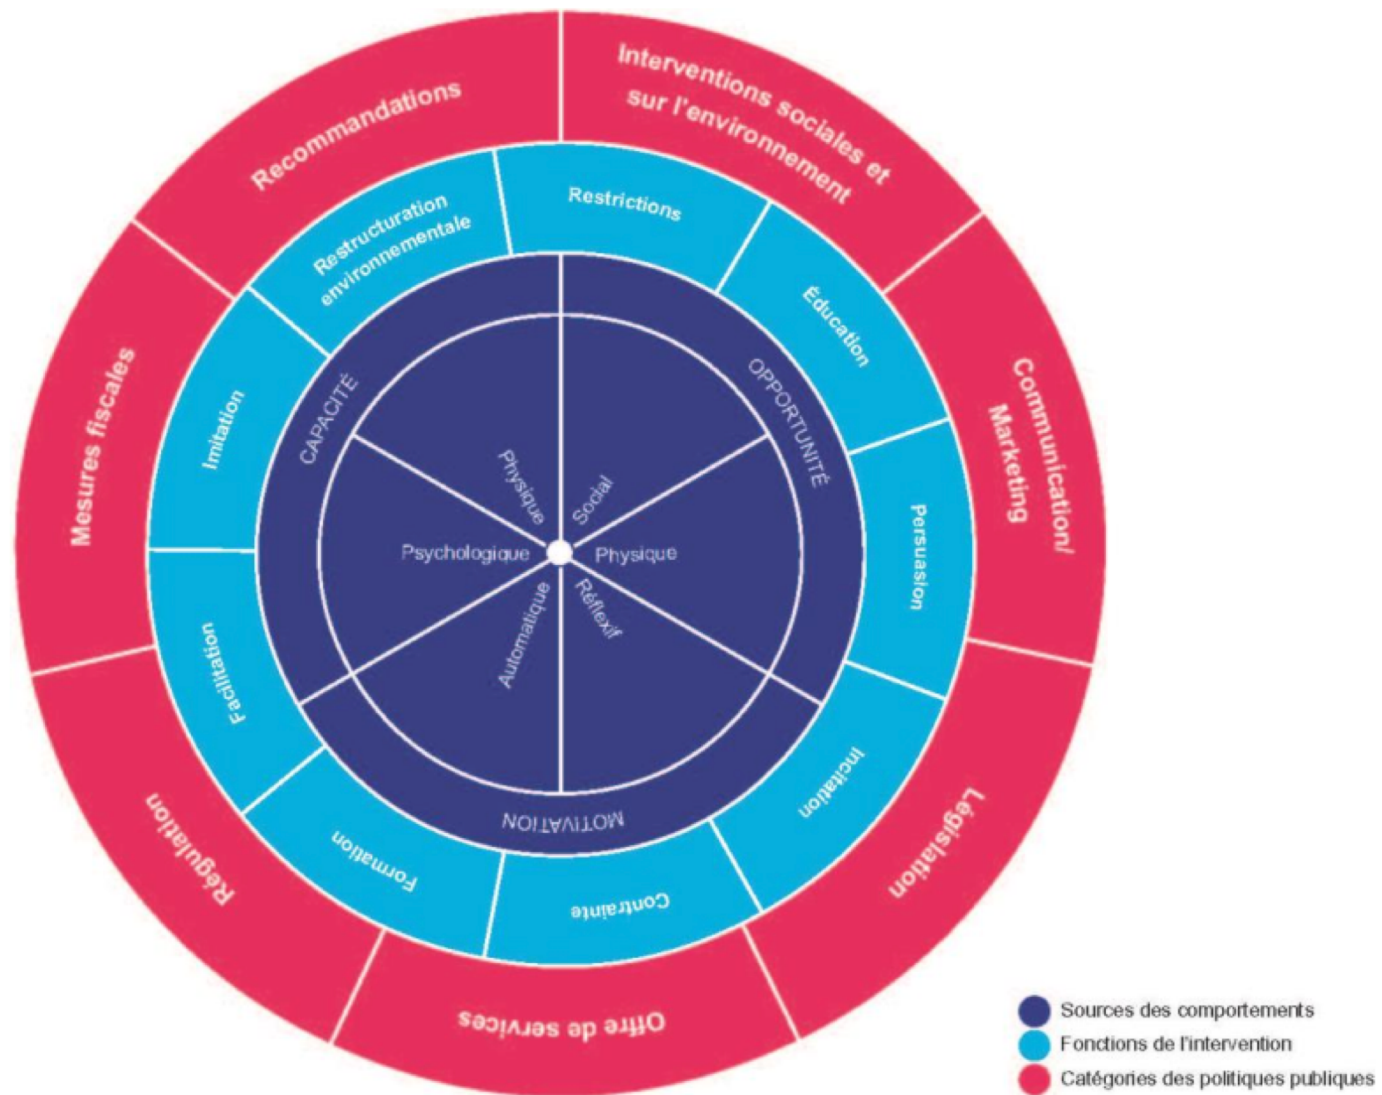 Recommandations
Interventions sociales et
sur l'environnement
Communication/
Marketing
Législation
Offre de services
Régulation
Mesures fiscales
Restructuration
environnementale
Restrictions
Éducation
Persuasion
Incitation
Contrainte
Formation
Facilitation
Imitation
CAPACITÉ
OPPORTUNITÉ
MOTIVATION
Physique
Social
Psychologique
Physique
Automatique
Réflexif
Sources des comportements
Fonctions de l'intervention
Catégories des politiques publiques